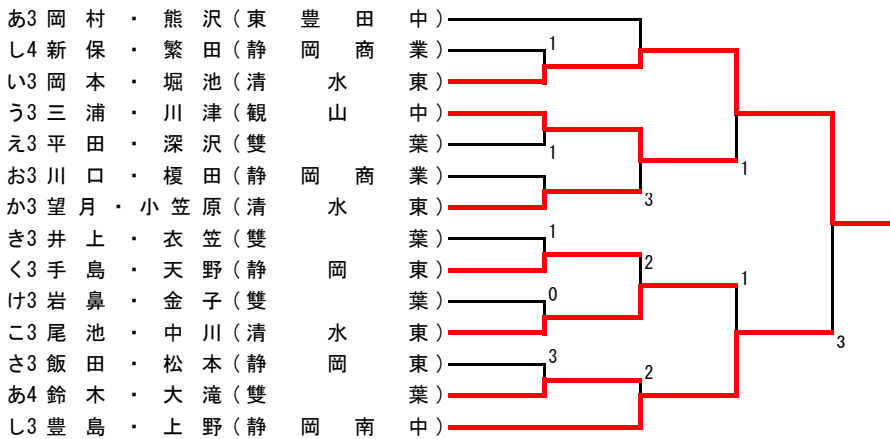 あ3 岡 村 ・ 熊 沢 ( 東 豊 田 中 )
し4 新 保 ・ 繁 田 ( 静 岡 商 業 )
1
い3 岡 本 ・ 堀 池 ( 清 水 東 )
う3 三 浦 ・ 川 津 ( 観 山 中 )
え3 平 田 ・ 深 沢 ( 雙 葉 )
1
1
お3 川 口 ・ 榎 田 ( 静 岡 商 業 )
か3 望 月 ・ 小 笠 原 ( 清 水 東 )
3
き3 井 上 ・ 衣 笠 ( 雙 葉 )
1
く3 手 島 ・ 天 野 ( 静 岡 東 )
2
1
け3 岩 鼻 ・ 金 子 ( 雙 葉 )
0
こ3 尾 池 ・ 中 川 ( 清 水 東 )
3
さ3 飯 田 ・ 松 本 ( 静 岡 東 )
3
2
あ4 鈴 木 ・ 大 滝 ( 雙 葉 )
し3 豊 島 ・ 上 野 ( 静 岡 南 中 )